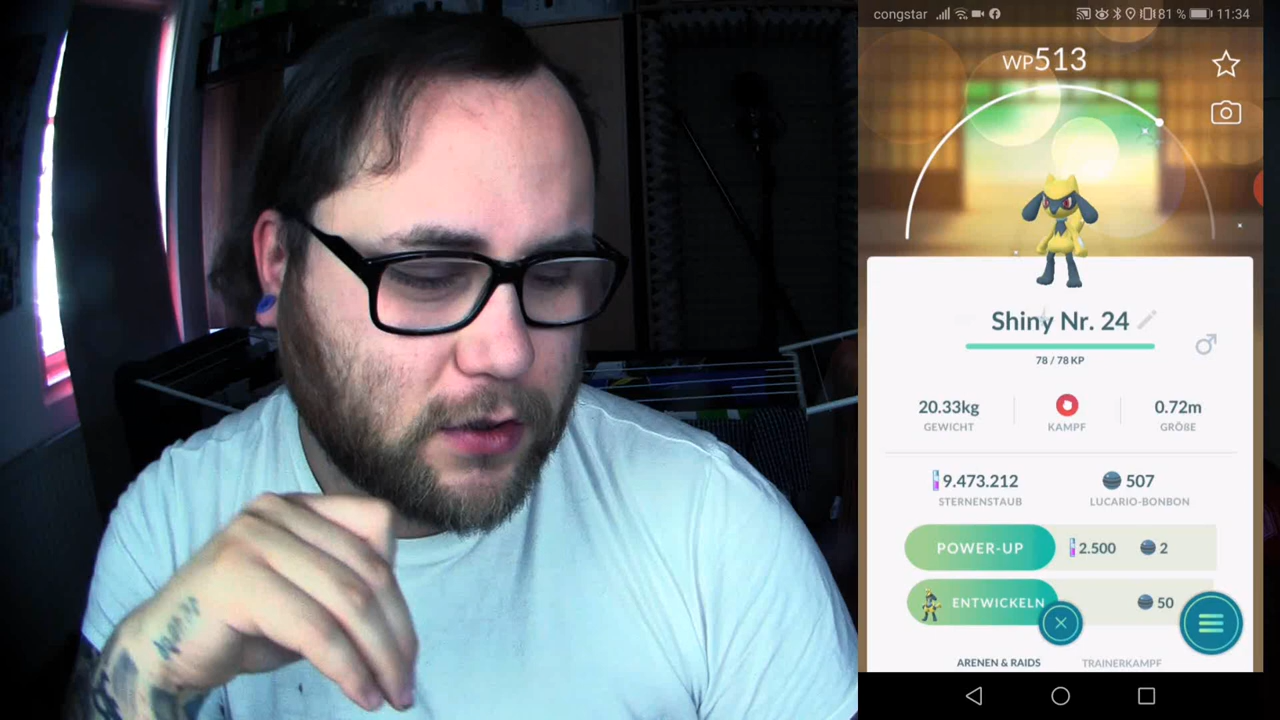 congstar 81 % 11:34
WP513
Shiny Nr. 24
78 / 78 KP
20.33kg 0.72m
GEWICHT KAMPF GRÖßE
9.473.212 507
STERNENSTAUB LUCARIO-BONBON
POWER-UP 2.500 2
ENTWICKELN 50
ARENEN & RAIDS TRAINERKAMPF